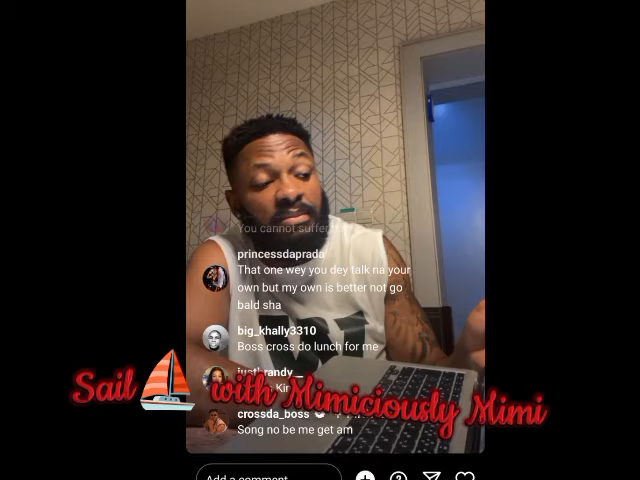 You cannot suffer
princessdaprada
That one wey you dey talk na your
own but my own is better not go
bald sha
big_khally3310
Boss cross do lunch for me
Sail with Mimiciously Mimi
crossda_boss
Song no be me get am
Add a comment